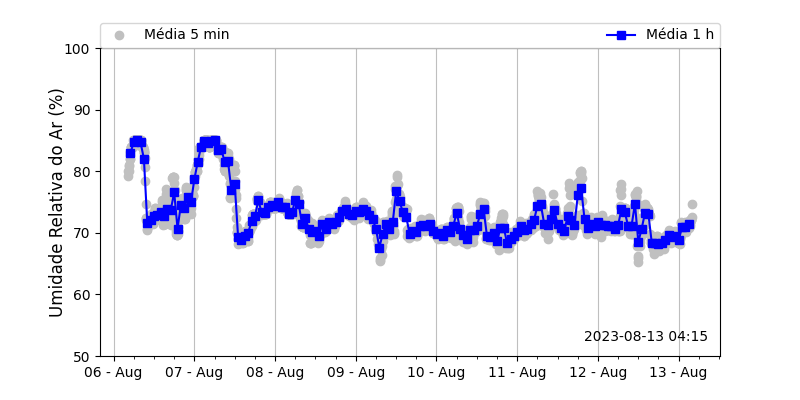 Média 5 min
Média 1 h
Umidade Relativa do Ar (%)
100
90
80
70
60
50
2023-08-13 04:15
06 - Aug
07 - Aug
08 - Aug
09 - Aug
10 - Aug
11 - Aug
12 - Aug
13 - Aug